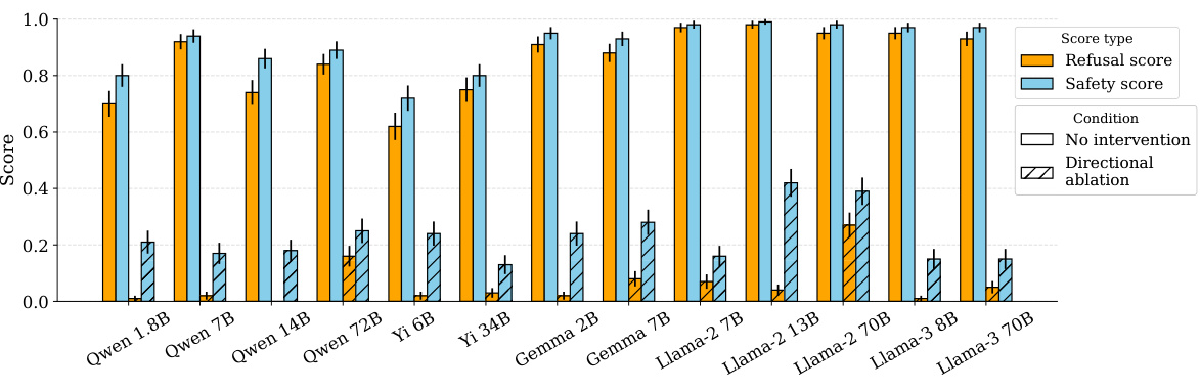 1.0
0.8
0.6
0.4
0.2
0.0
Score
Qwen 1.8B
Qwen 7B
Qwen 14B
Qwen 72B
Yi 6B
Yi 34B
Gemma 2B
Gemma 7B
Llama-2 7B
Llama-2 13B
Llama-2 70B
Llama-3 8B
Llama-3 70B
Score type
Refusal score
Safety score
Condition
No intervention
Directional
ablation